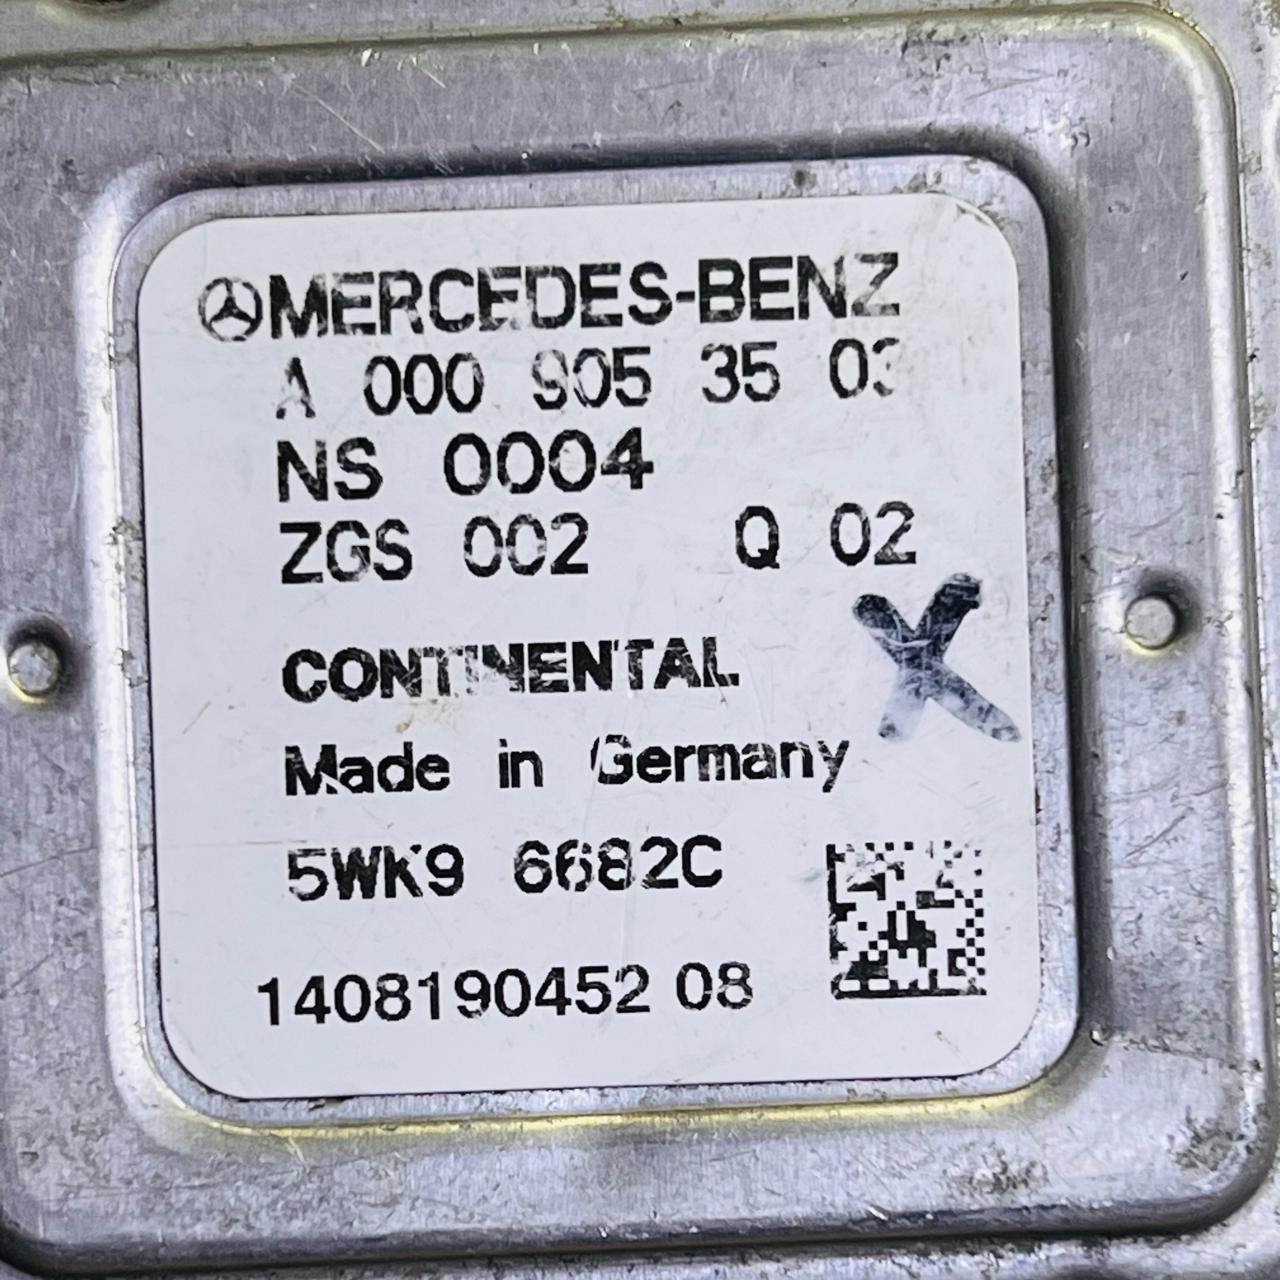 MERCEDES-BENZ
A 000 905 35 03
NS 0004
ZGS 002 Q 02
X
CONTINENTAL
Made in Germany
5WK9 6682C
1408190452 08